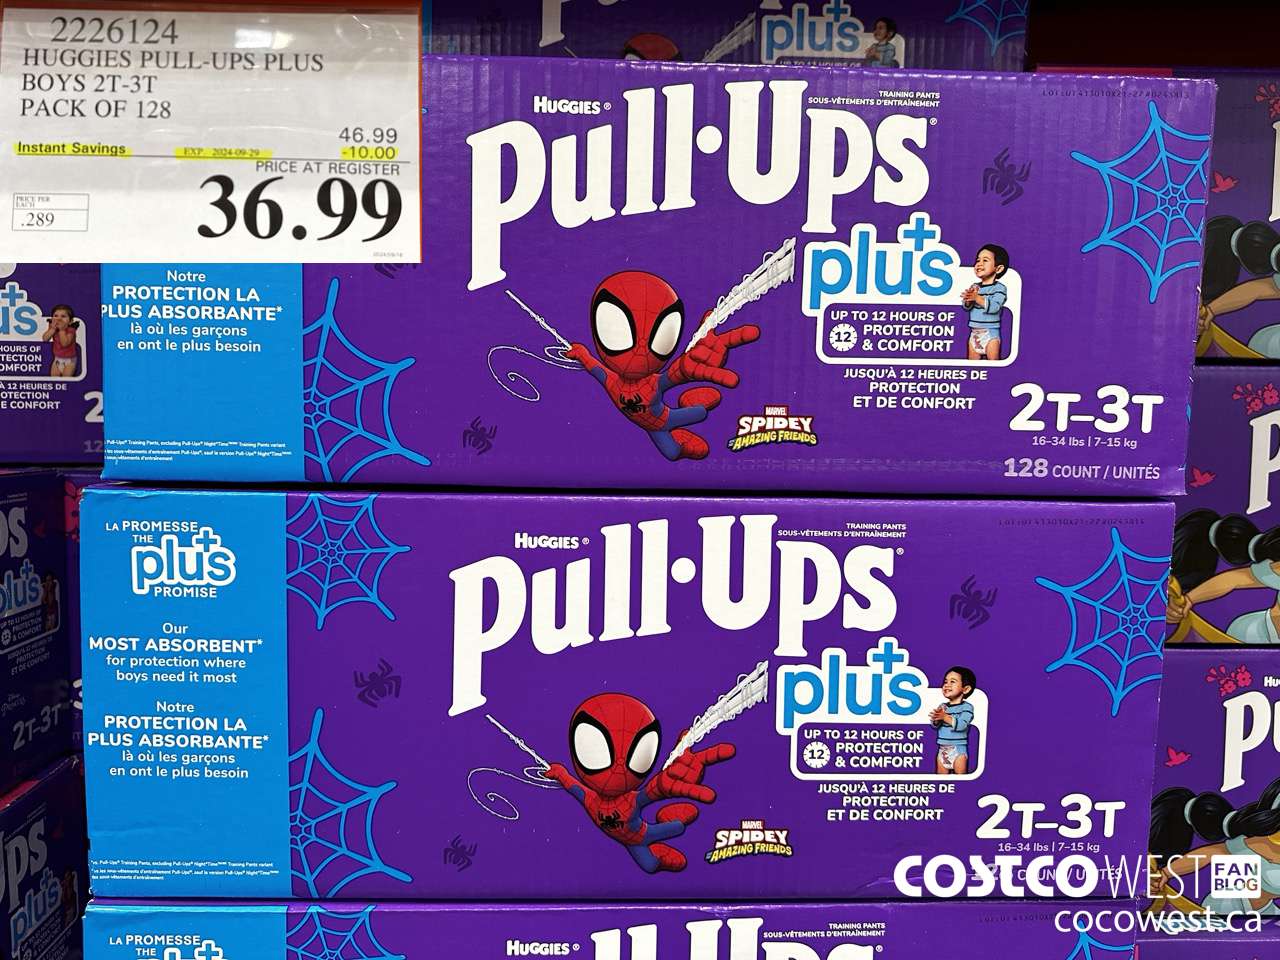 2226124
HUGGIES PULL-UPS PLUS
BOYS 2T-3T
PACK OF 128
46.99
Instant Savings EXP. 2024-09-29 -10.00
PRICE AT REGISTER
36.99
PRICE PER
EACH
.289
plus
HUGGIES®
Pull-Ups®
TRAINING PANTS
SOUS-VÊTEMENTS D'ENTRAÎNEMENT
plus
UP TO 12 HOURS OF
12 PROTECTION
& COMFORT
JUSQU'À 12 HEURES DE
PROTECTION
ET DE CONFORT
MARVEL
SPIDEY
AMAZING FRIENDS
2T-3T
16-34 lbs | 7-15 kg
128 COUNT / UNITÉS
Notre
PROTECTION LA
PLUS ABSORBANTE*
là où les garçons
en ont le plus besoin
LA PROMESSE
THE
plus
PROMISE
Our
MOST ABSORBENT*
for protection where
boys need it most
Notre
PROTECTION LA
PLUS ABSORBANTE*
là où les garçons
en ont le plus besoin
HUGGIES®
Pull-Ups®
TRAINING PANTS
SOUS-VÊTEMENTS D'ENTRAÎNEMENT
plus
UP TO 12 HOURS OF
12 PROTECTION
& COMFORT
JUSQU'À 12 HEURES DE
PROTECTION
ET DE CONFORT
MARVEL
SPIDEY
AMAZING FRIENDS
2T-3T
16-34 lbs | 7-15 kg
COSTCO WEST FAN
BLOG
cocowest.ca
LA PROMESSE
THE
plus
HUGGIES®
Pull-Ups®
TRAINING PANTS
SOUS-VÊTEMENTS D'ENTRAÎNEMENT
2T-3T